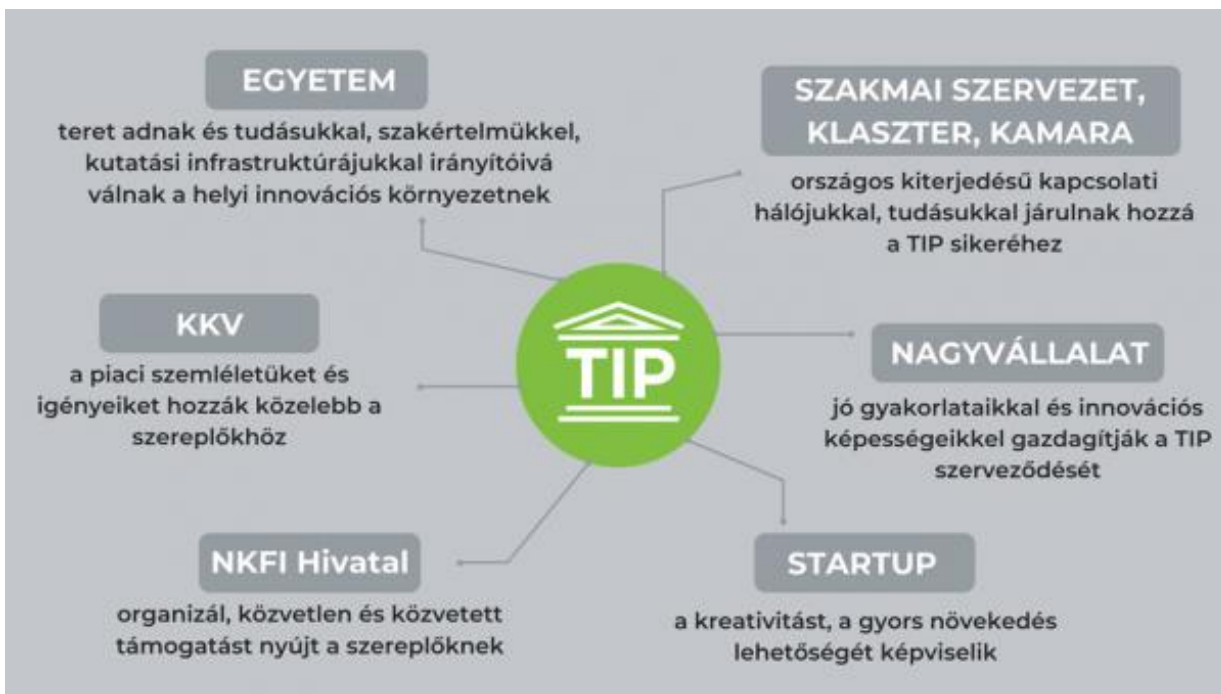 EGYETEM
teret adnak és tudásukkal, szakértelmükkel,
kutatási infrastruktúrájukkal irányítóivá
válnak a helyi innovációs környezetnek
SZAKMAI SZERVEZET,
KLASZTER, KAMARA
országos kiterjedésű kapcsolati
hálójukkal, tudásukkal járulnak hozzá
a TIP sikeréhez
KKV
a piaci szemléletüket és
igényeiket hozzák közelebb a
szereplőkhöz
TIP
NAGYVÁLLALAT
jó gyakorlataikkal és innovációs
képességeikkel gazdagítják a TIP
szerveződését
NKFI Hivatal
organizál, közvetlen és közvetett
támogatást nyújt a szereplőknek
STARTUP
a kreativitást, a gyors növekedés
lehetőségét képviselik